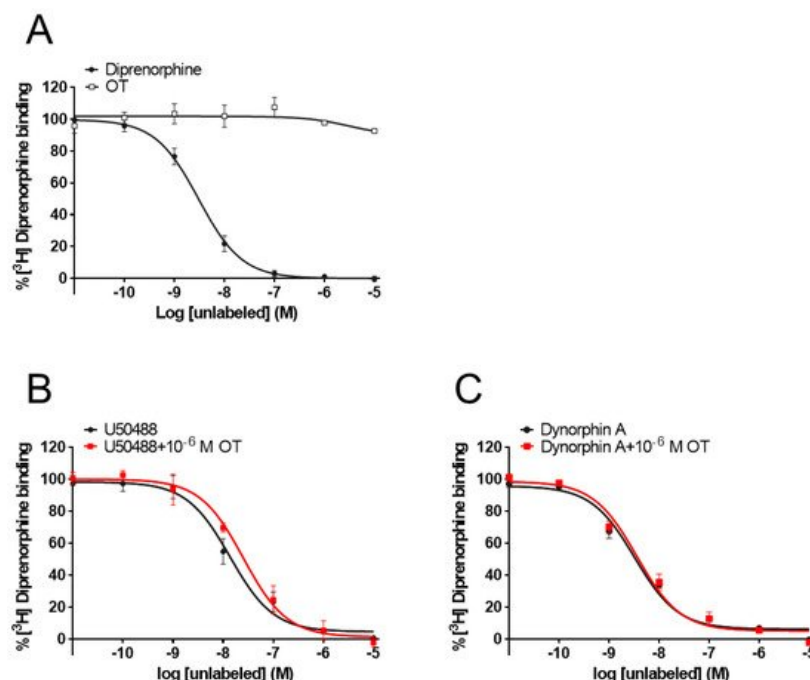 A
Diprenorphine
OT
% [³H] Diprenorphine binding
120
100
80
60
40
20
0
-10 -9 -8 -7 -6 -5
Log [unlabeled] (M)
B
U50488
U50488+10⁻⁶ M OT
% [³H] Diprenorphine binding
120
100
80
60
40
20
0
-10 -9 -8 -7 -6 -5
log [unlabeled] (M)
C
Dynorphin A
Dynorphin A+10⁻⁶ M OT
% [³H] Diprenorphine binding
120
100
80
60
40
20
0
-10 -9 -8 -7 -6 -5
log [unlabeled] (M)